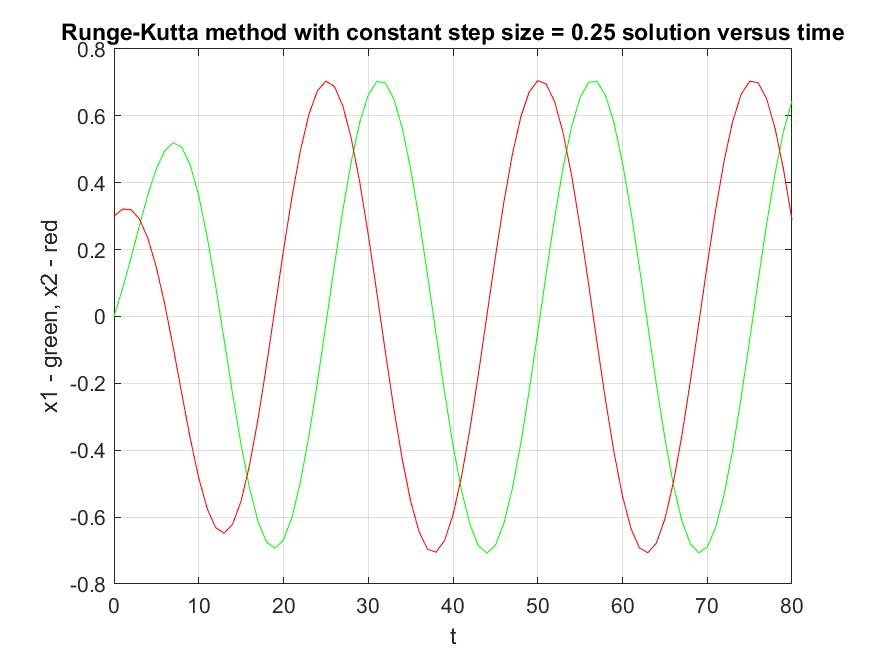 Runge-Kutta method with constant step size = 0.25 solution versus time
0.8
0.6
0.4
0.2
0
-0.2
-0.4
-0.6
-0.8
x1 - green, x2 - red
0 10 20 30 40 50 60 70 80
t